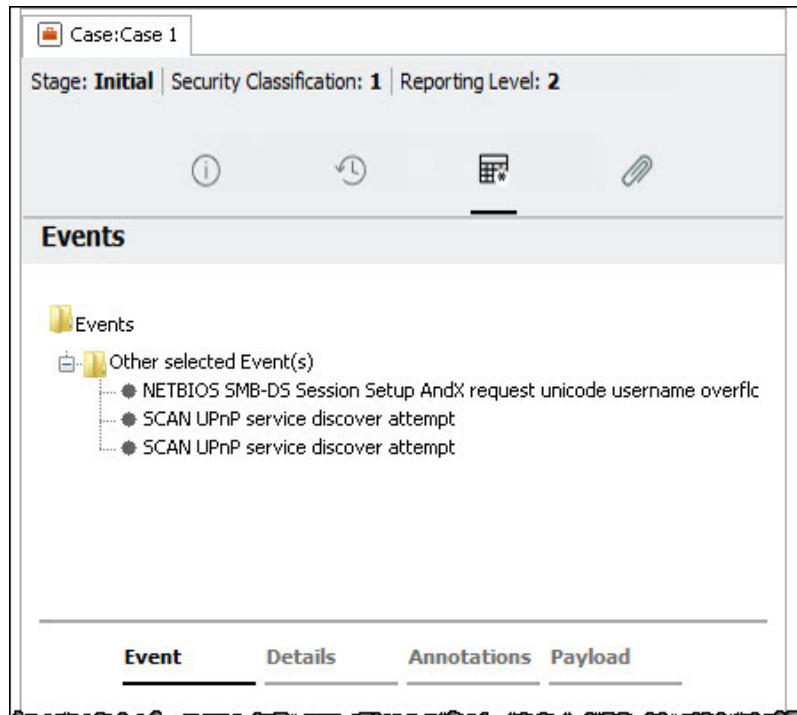 Case:Case 1
Stage: Initial | Security Classification: 1 | Reporting Level: 2
Events
Events
Other selected Event(s)
NETBIOS SMB-DS Session Setup AndX request unicode username overflc
SCAN UPnP service discover attempt
SCAN UPnP service discover attempt
Event Details Annotations Payload